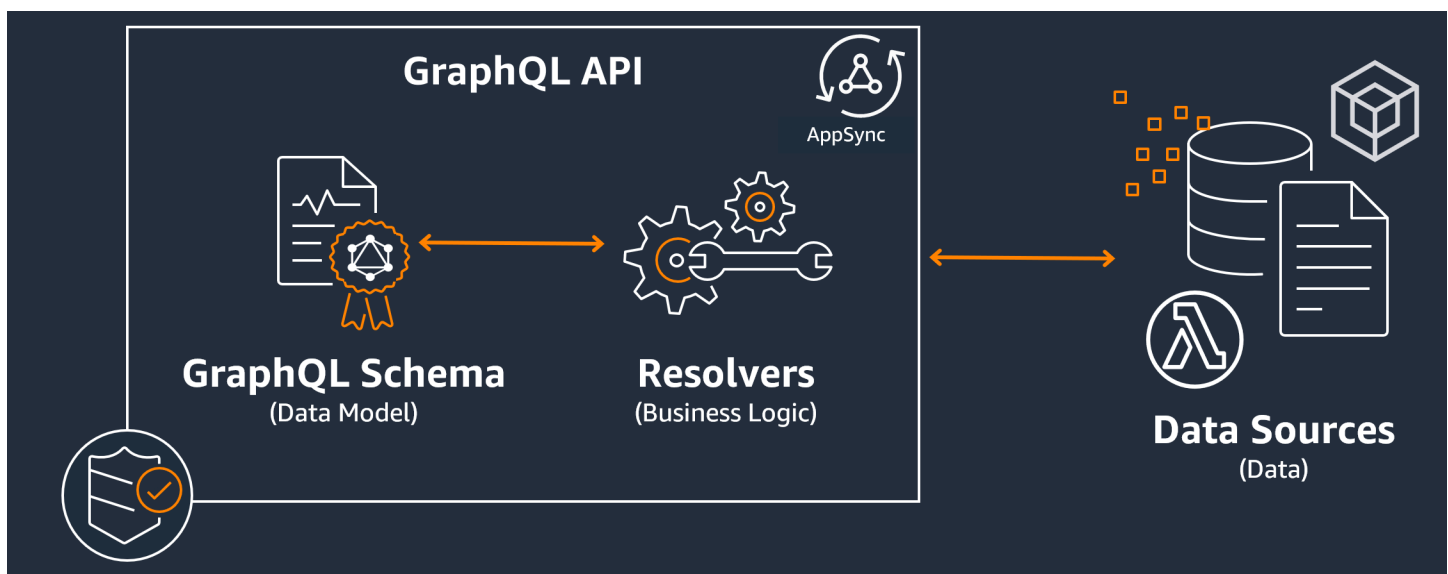 GraphQL API
AppSync
GraphQL Schema
(Data Model)
Resolvers
(Business Logic)
Data Sources
(Data)